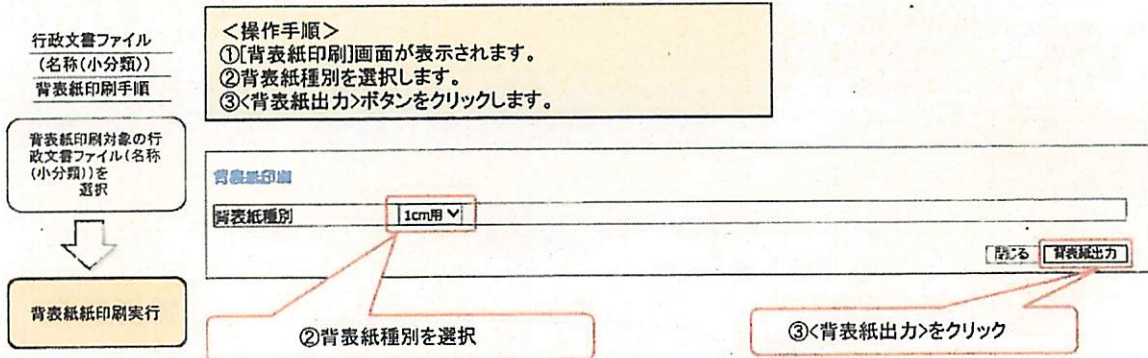 行政文書ファイル
(名称(小分類))
背表紙印刷手順
背表紙印刷対象の行
政文書ファイル(名称
(小分類))を
選択
背表紙紙印刷実行
＜操作手順＞
①[背表紙印刷]画面が表示されます。
②背表紙種別を選択します。
③<背表紙出力>ボタンをクリックします。
背表紙印刷
背表紙種別
1cm用
閉じる
背表紙出力
②背表紙種別を選択
③<背表紙出力>をクリック